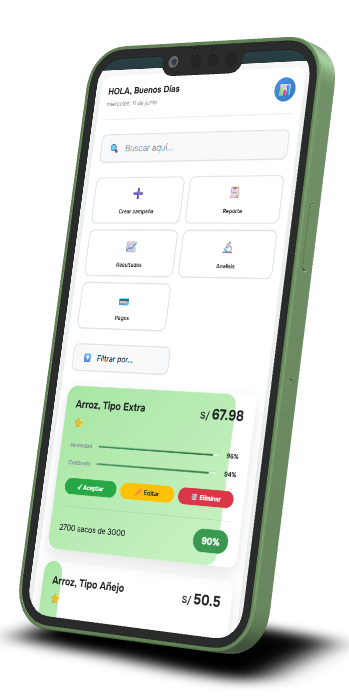 HOLA, Buenos Días
miércoles, 11 de junio
Buscar aquí...
Crear campaña
Reporte
Resultados
Analisis
Pagos
Filtrar por...
Arroz, Tipo Extra
S/ 67.98
Humedad
96%
Quebrado
94%
✓ Aceptar
Editar
Eliminar
2700 sacos de 3000
90%
Arroz, Tipo Añejo
S/ 50.5